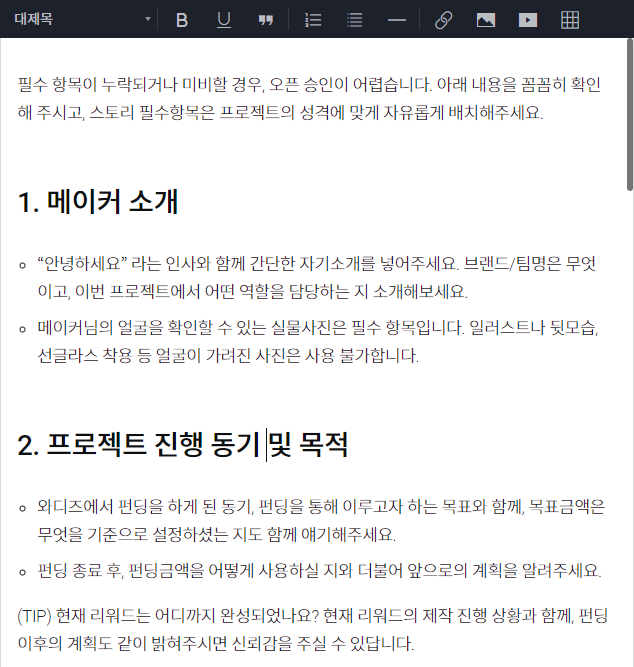 대제목
필수 항목이 누락되거나 미비할 경우, 오픈 승인이 어렵습니다. 아래 내용을 꼼꼼히 확인
해 주시고, 스토리 필수항목은 프로젝트의 성격에 맞게 자유롭게 배치해주세요.
1. 메이커 소개
“안녕하세요” 라는 인사와 함께 간단한 자기소개를 넣어주세요. 브랜드/팀명은 무엇
이고, 이번 프로젝트에서 어떤 역할을 담당하는 지 소개해보세요.
메이커님의 얼굴을 확인할 수 있는 실물사진은 필수 항목입니다. 일러스트나 뒷모습,
선글라스 착용 등 얼굴이 가려진 사진은 사용 불가합니다.
2. 프로젝트 진행 동기 및 목적
와디즈에서 펀딩을 하게 된 동기, 펀딩을 통해 이루고자 하는 목표와 함께, 목표금액은
무엇을 기준으로 설정하셨는 지도 함께 얘기해주세요.
펀딩 종료 후, 펀딩금액을 어떻게 사용하실 지와 더불어 앞으로의 계획을 알려주세요.
(TIP) 현재 리워드는 어디까지 완성되었나요? 현재 리워드의 제작 진행 상황과 함께, 펀딩
이후의 계획도 같이 밝혀주시면 신뢰감을 주실 수 있답니다.